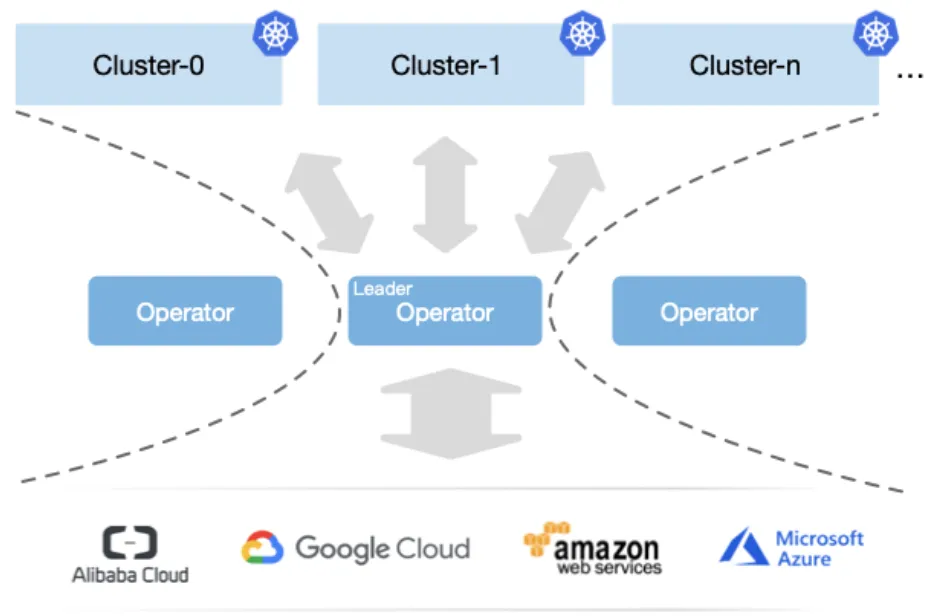 Cluster-0
Cluster-1
Cluster-n
...
Operator
Leader
Operator
Operator
Alibaba Cloud
Google Cloud
amazon
web services
Microsoft
Azure